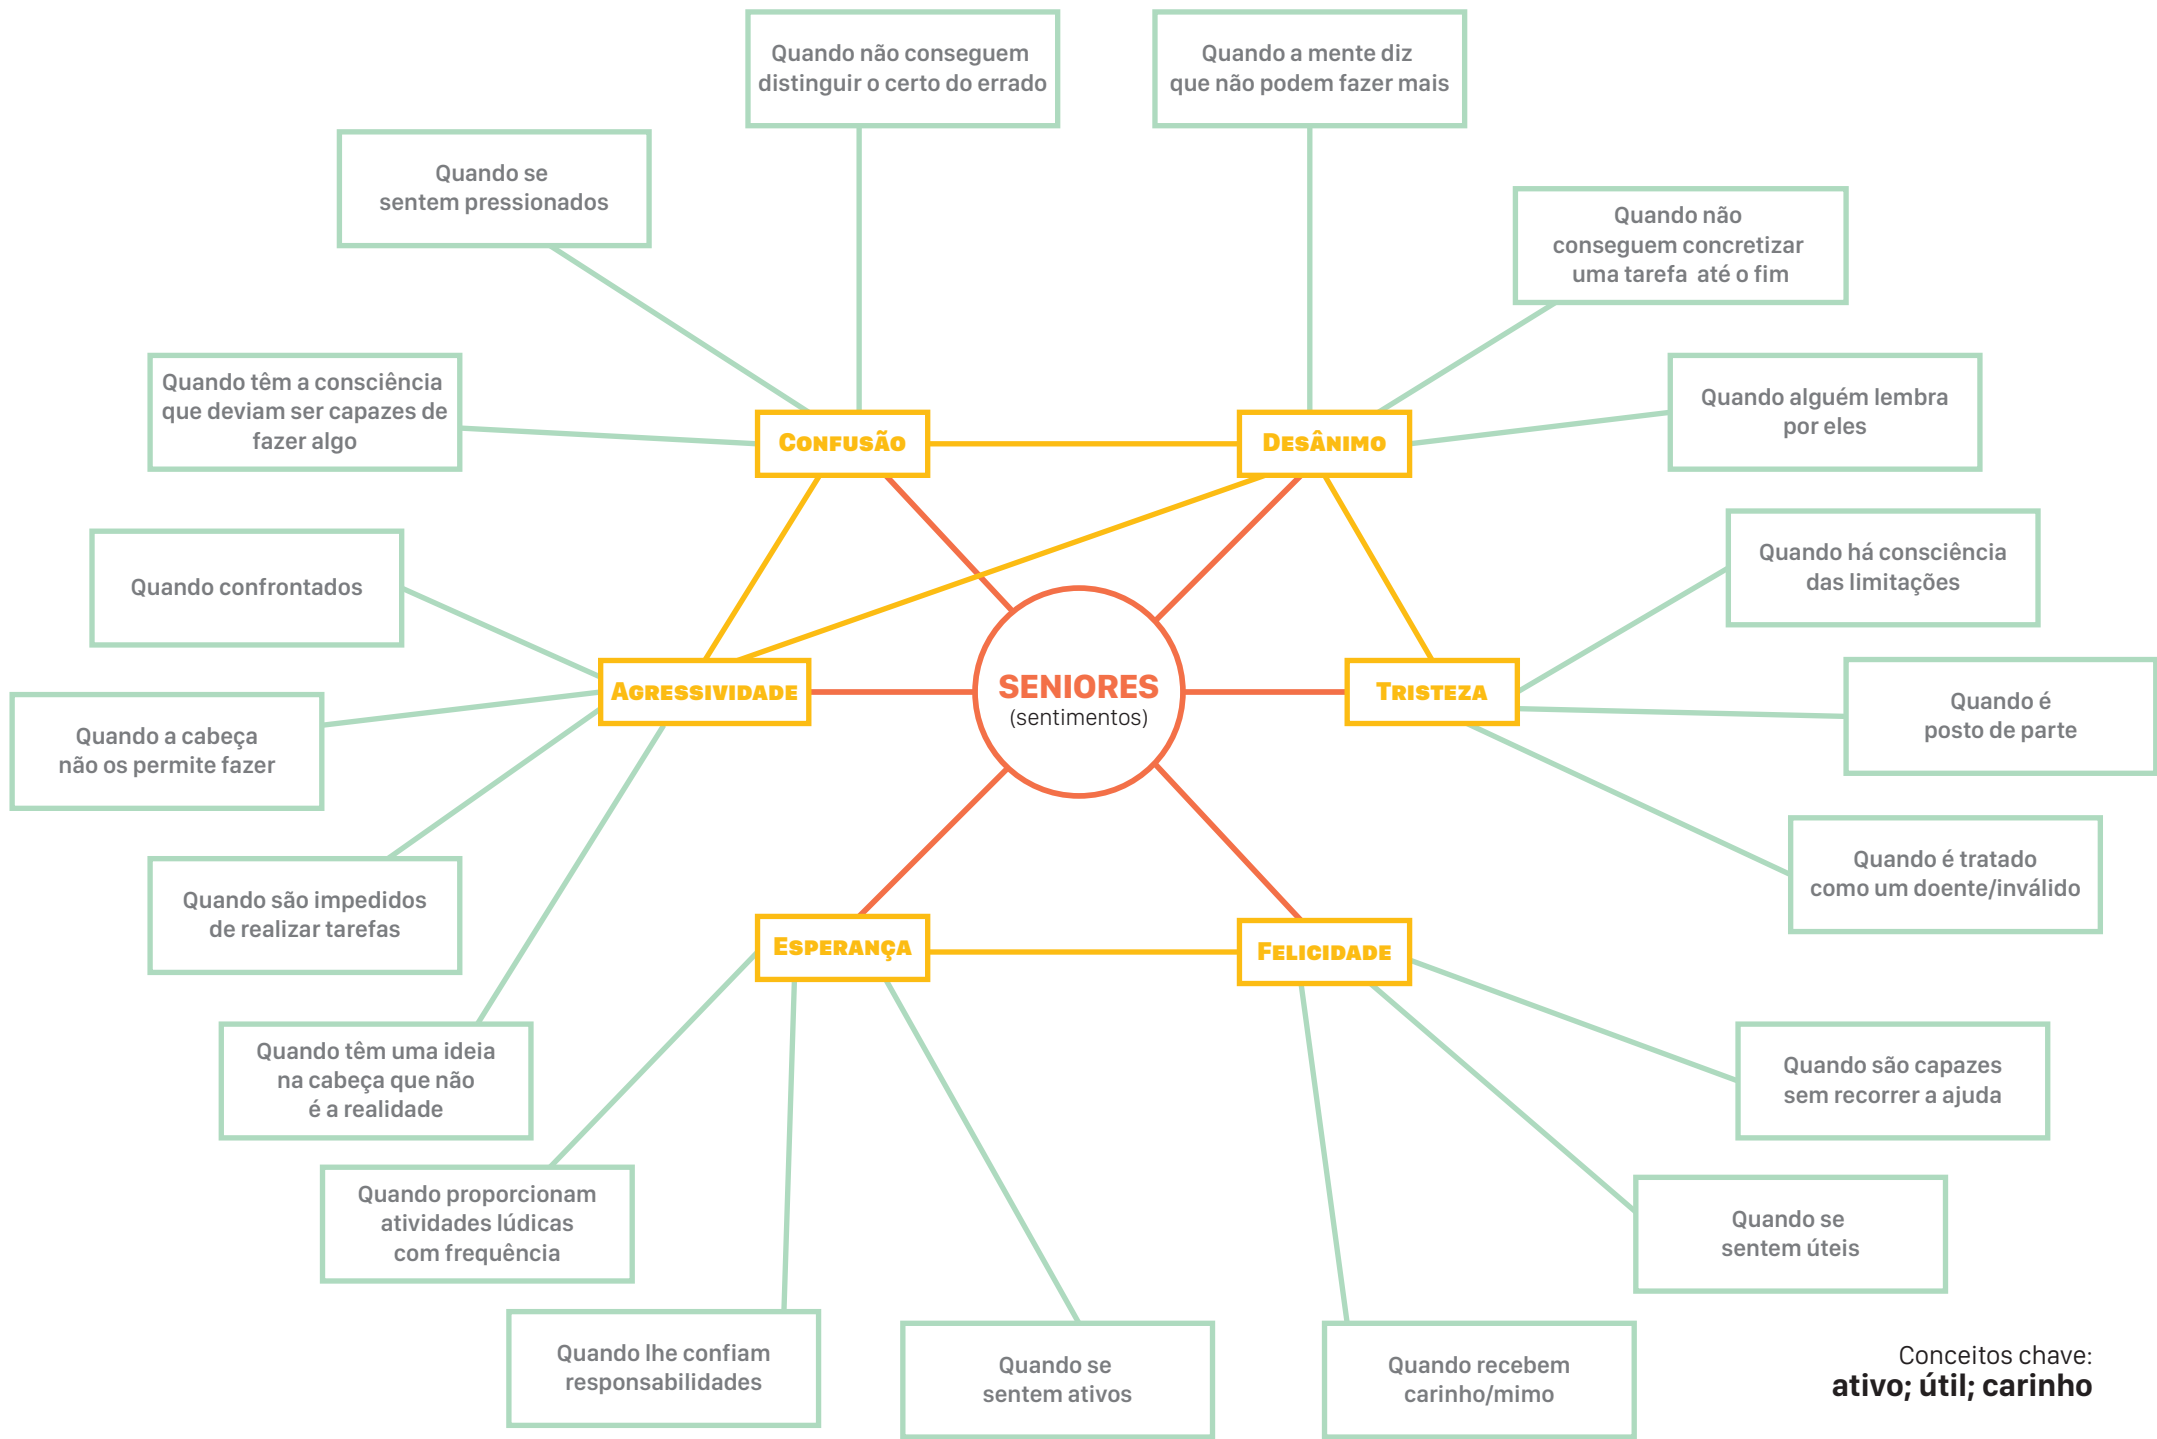 Quando não conseguem
distinguir o certo do errado
Quando a mente diz
que não podem fazer mais
Quando se
sentem pressionados
Quando não
conseguem concretizar
uma tarefa até o fim
Quando têm a consciência
que deviam ser capazes de
fazer algo
Quando alguém lembra
por eles
CONFUSÃO
DESÂNIMO
Quando confrontados
Quando há consciência
das limitações
AGRESSIVIDADE
SENIORES
(sentimentos)
TRISTEZA
Quando a cabeça
não os permite fazer
Quando é
posto de parte
Quando são impedidos
de realizar tarefas
Quando é tratado
como um doente/inválido
ESPERANÇA
FELICIDADE
Quando têm uma ideia
na cabeça que não
é a realidade
Quando são capazes
sem recorrer a ajuda
Quando proporcionam
atividades lúdicas
com frequência
Quando se
sentem úteis
Quando lhe confiam
responsabilidades
Quando se
sentem ativos
Quando recebem
carinho/mimo
Conceitos chave:
ativo; útil; carinho